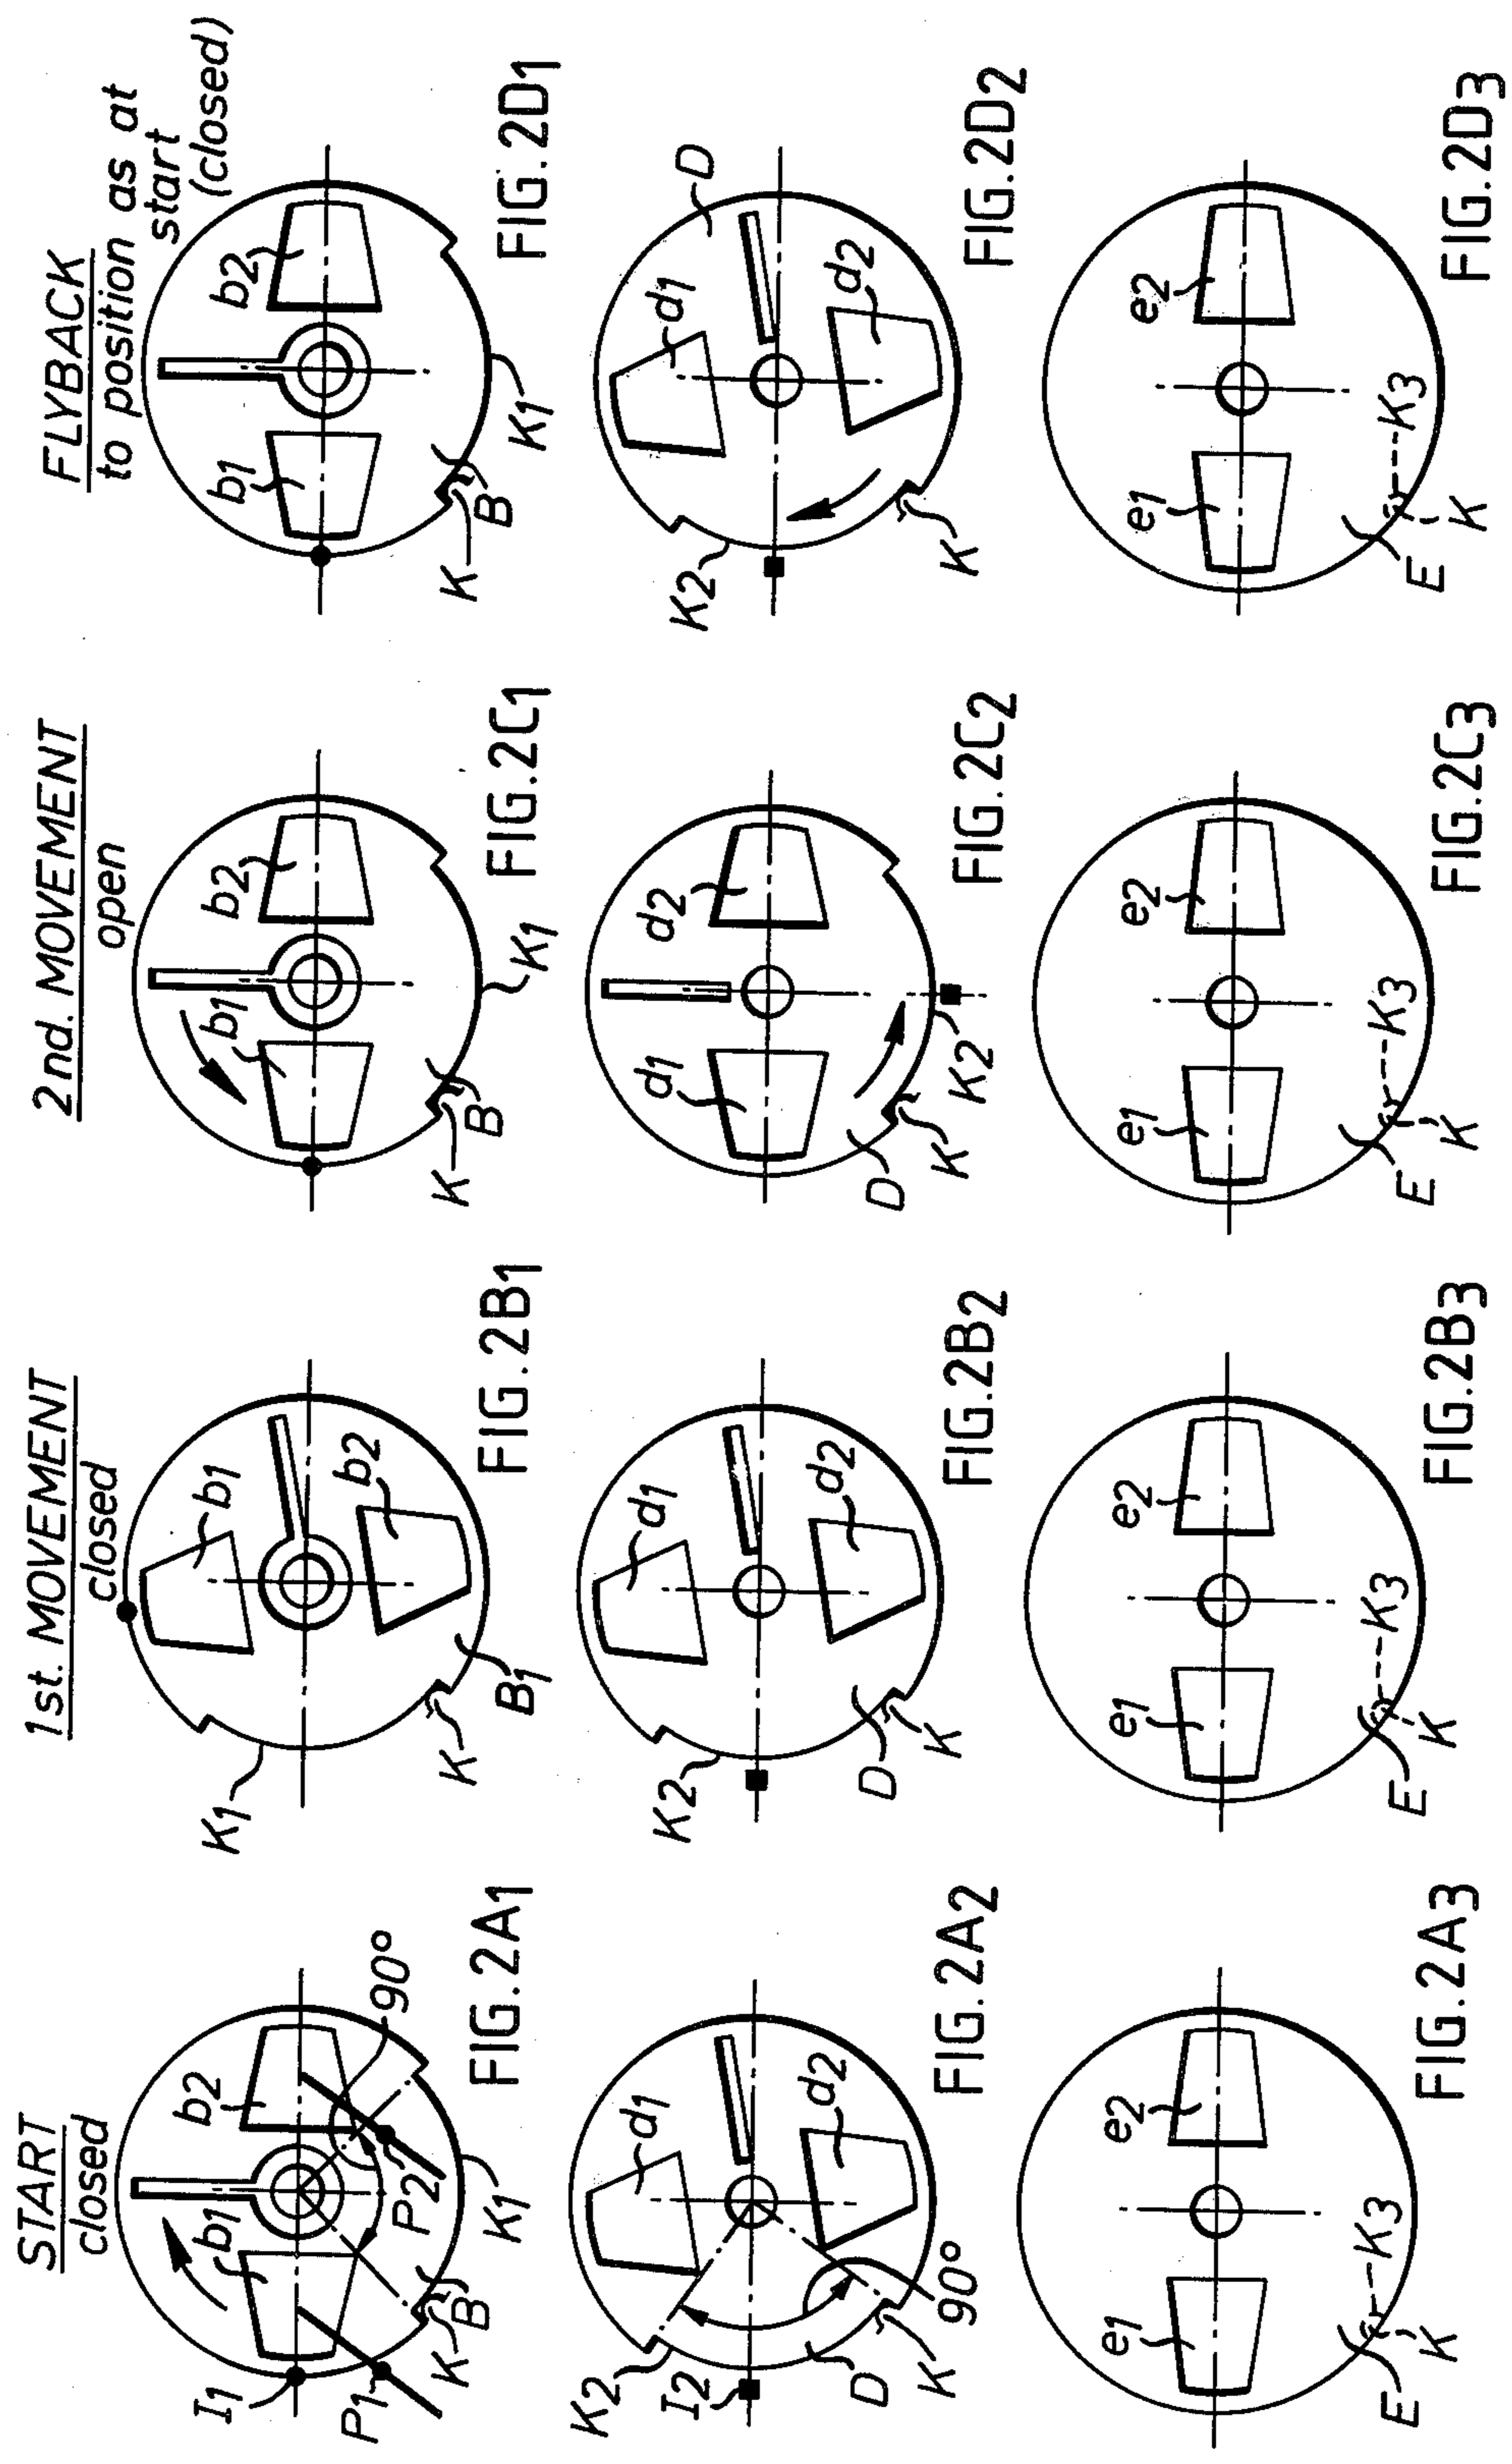 START
closed
I1
P1
b1
b2
90°
P2
K
B
K1
FIG.2A1
K2
I2
d1
d2
D
K
90°
FIG.2A2
e1
e2
E
K
K3
FIG.2A3
1st. MOVEMENT
closed
K1
b1
b2
K
B1
FIG.2B1
K2
d1
d2
D
K
FIG.2B2
e1
e2
E
K
K3
FIG.2B3
2nd. MOVEMENT
open
b1
b2
K
B
K1
FIG.2C1
d1
d2
D
K
K2
FIG.2C2
e1
e2
E
K
K3
FIG.2C3
FLYBACK
to position as at
start
(closed)
b1
b2
K
B
K1
FIG.2D1
K2
d1
D
d2
K
FIG.2D2
e1
e2
E
K
K3
FIG.2D3